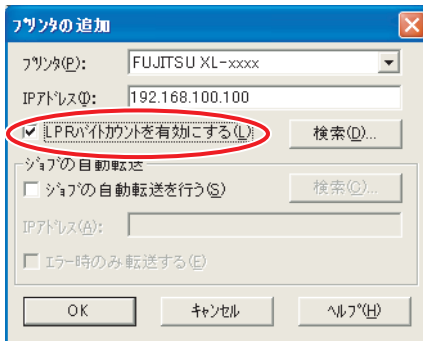 プリンタの追加
プリンタ(P): FUJITSU XL-xxxx
IPアドレス(I): 192.168.100.100
LPRバイトカウントを有効にする(L) 検索(D)...
ジョブの自動転送
ジョブの自動転送を行う(S) 検索(C)...
IPアドレス(A):
エラー時のみ転送する(E)
OK キャンセル ヘルプ(H)